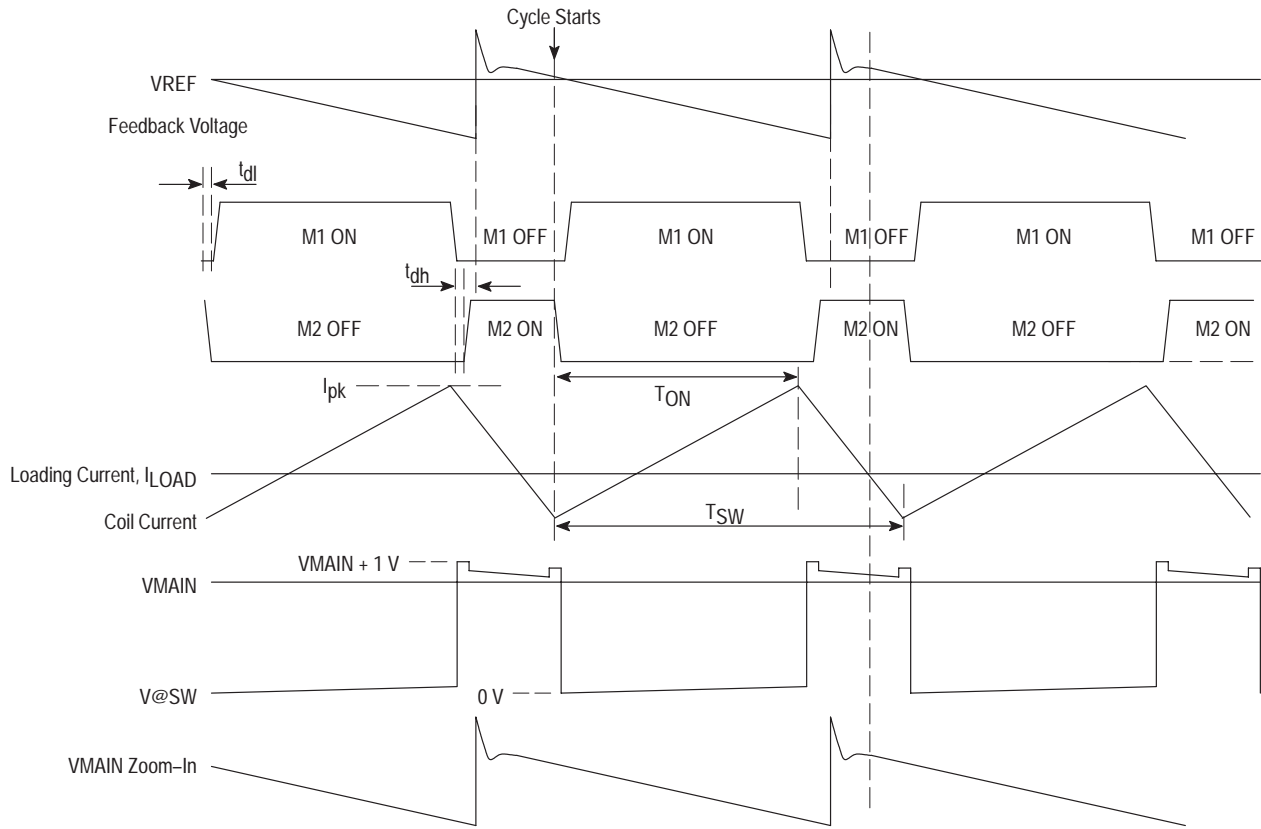 Cycle Starts
VREF
Feedback Voltage
tdl
M1 ON
M1 OFF
M1 ON
M1 OFF
M1 ON
M1 OFF
tdh
M2 OFF
M2 ON
M2 OFF
M2 ON
M2 OFF
M2 ON
Ipk
TON
Loading Current, ILOAD
Coil Current
TSW
VMAIN + 1 V
VMAIN
V@SW
0 V
VMAIN Zoom–In